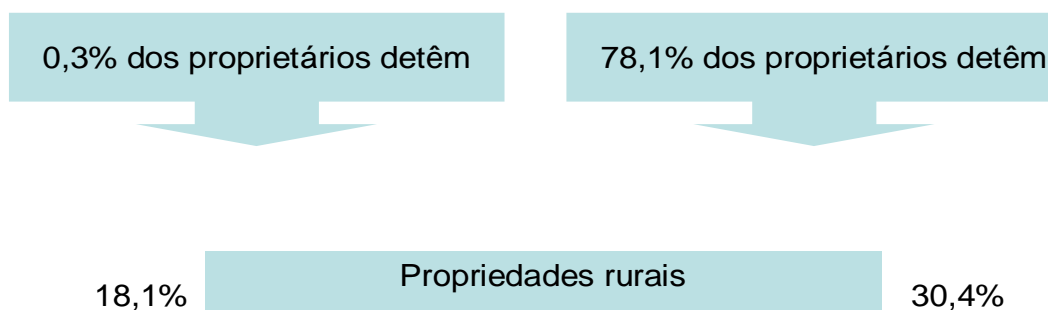 0,3% dos proprietários detêm
78,1% dos proprietários detêm
Propriedades rurais
18,1%
30,4%